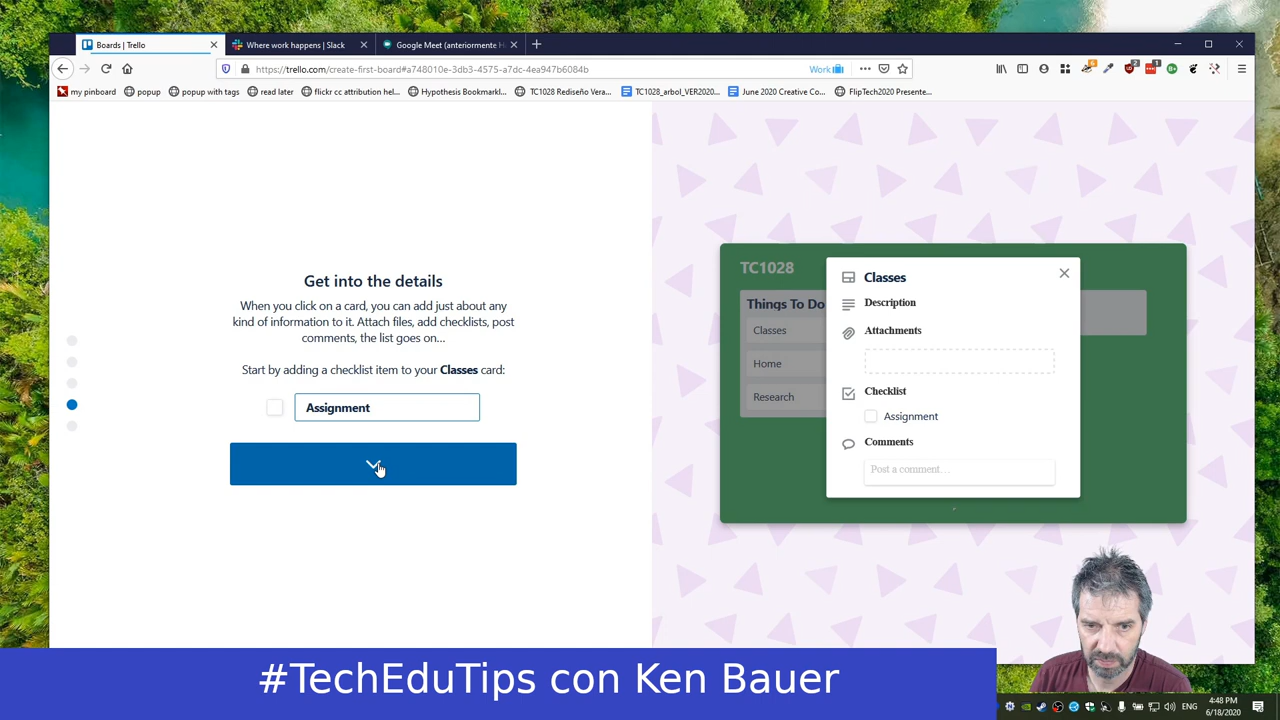 Boards | Trello
Where work happens | Slack
Google Meet (anteriormente H
https://trello.com/create-first-board#a748010e-3db3-4575-a7dc-4ea947b6084b
Work
6
2
1
my pinboard
popup
popup with tags
read later
flickr cc attribution hel...
Hypothesis Bookmarkl...
TC1028 Rediseño Vera...
TC1028_arbol_VER2020...
June 2020 Creative Co...
FlipTech2020 Presente...
Get into the details
When you click on a card, you can add just about any
kind of information to it. Attach files, add checklists, post
comments, the list goes on...
Start by adding a checklist item to your Classes card:
Assignment
TC1028
Things To Do
Classes
Home
Research
Classes
Description
Attachments
Checklist
Assignment
Comments
Post a comment...
#TechEduTips con Ken Bauer
ENG
4:48 PM
6/18/2020